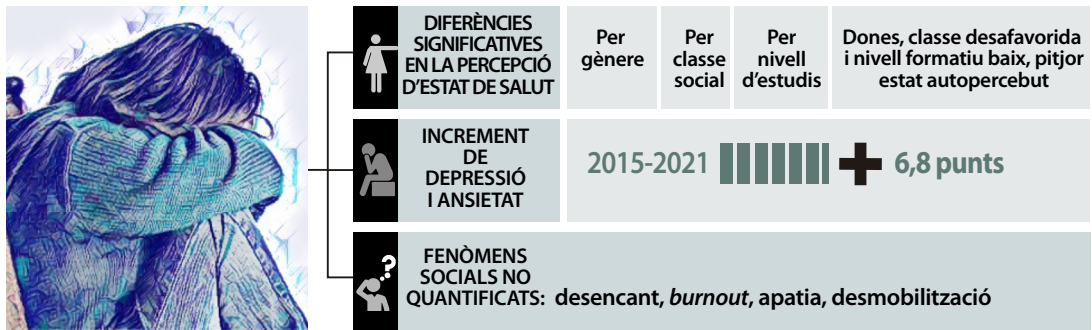 DIFERÈNCIES
SIGNIFICATIVES
EN LA PERCEPCIÓ
D'ESTAT DE SALUT
Per
gènere
Per
classe
social
Per
nivell
d'estudis
Dones, classe desafavorida
i nivell formatiu baix, pitjor
estat autopercebut
INCREMENT
DE
DEPRESSIÓ
I ANSIETAT
2015-2021 + 6,8 punts
FENÒMENS
SOCIALS NO
QUANTIFICATS: desencant, burnout, apatia, desmobilització